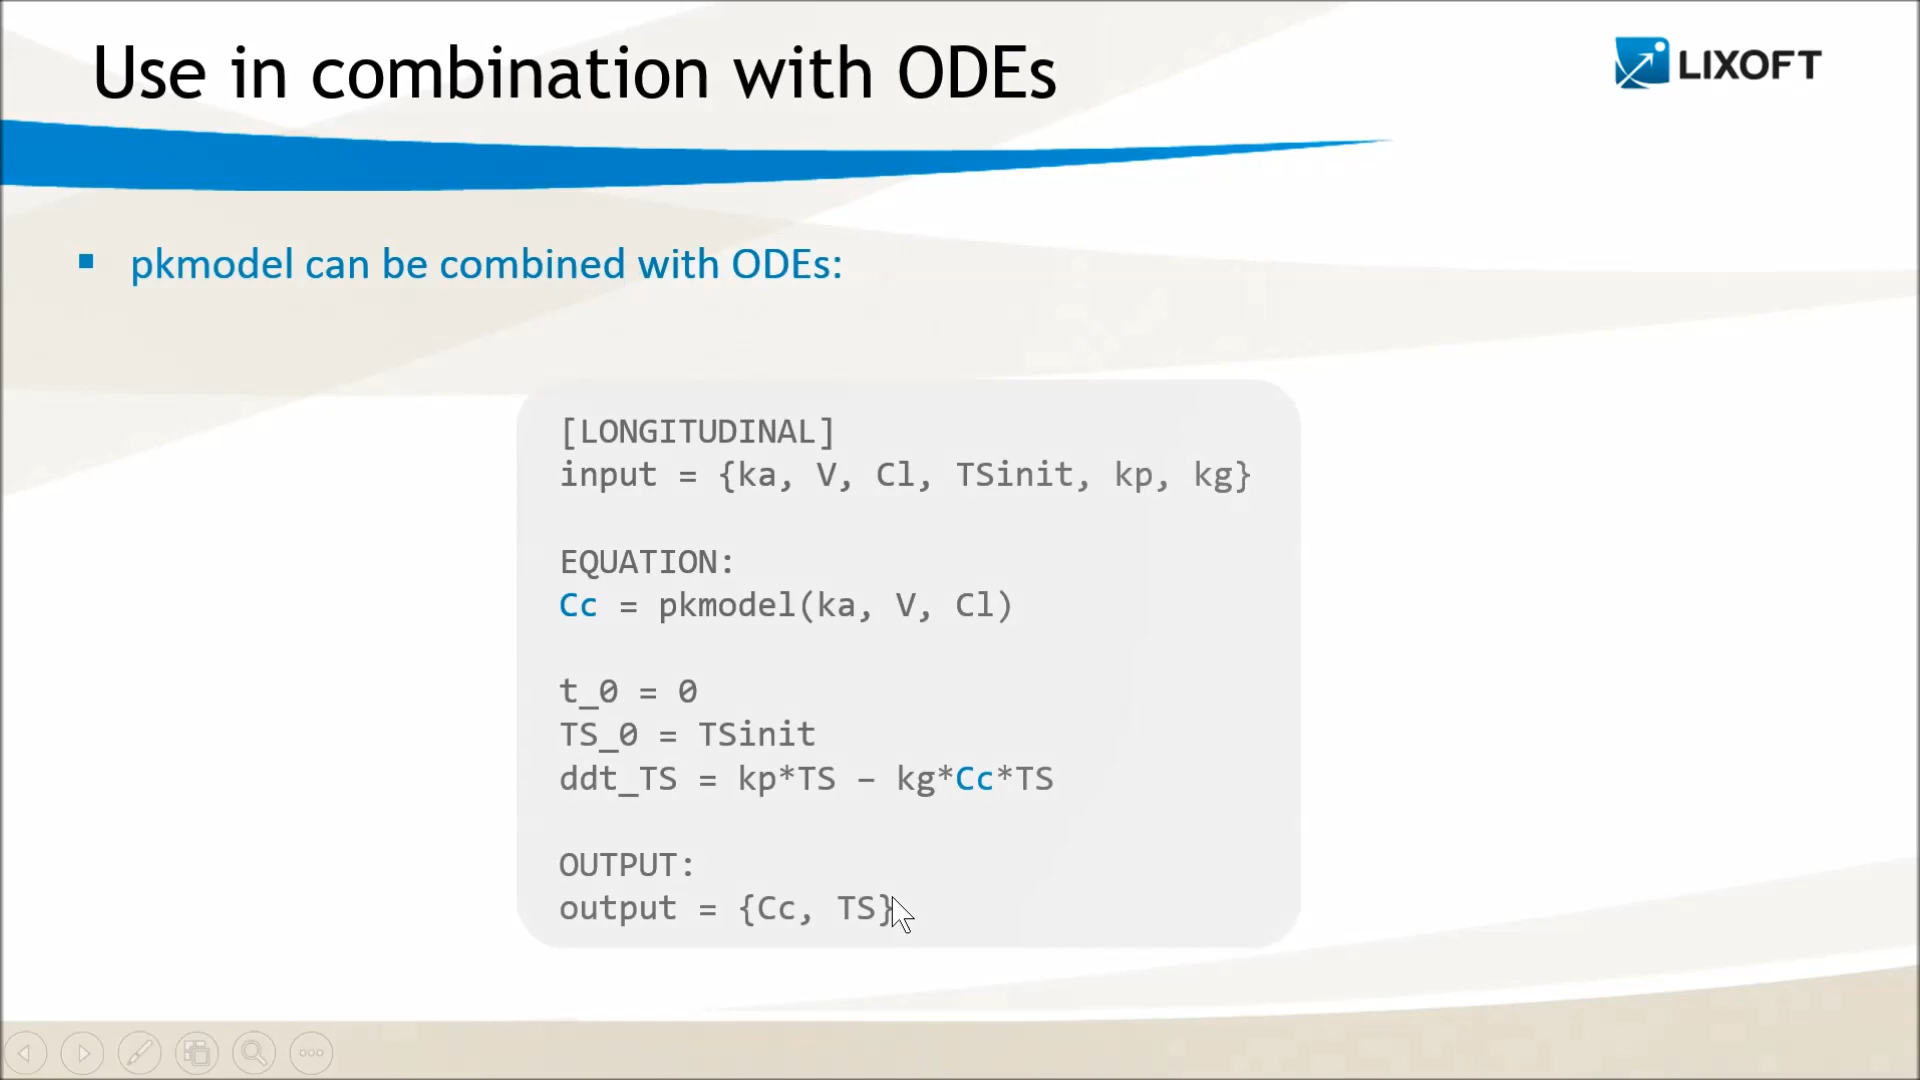 Use in combination with ODEs
LIXOFT
▪ pkmodel can be combined with ODEs:
[LONGITUDINAL]
input = {ka, V, Cl, TSinit, kp, kg}
EQUATION:
Cc = pkmodel(ka, V, Cl)
t_0 = 0
TS_0 = TSinit
ddt_TS = kp*TS – kg*Cc*TS
OUTPUT:
output = {Cc, TS}